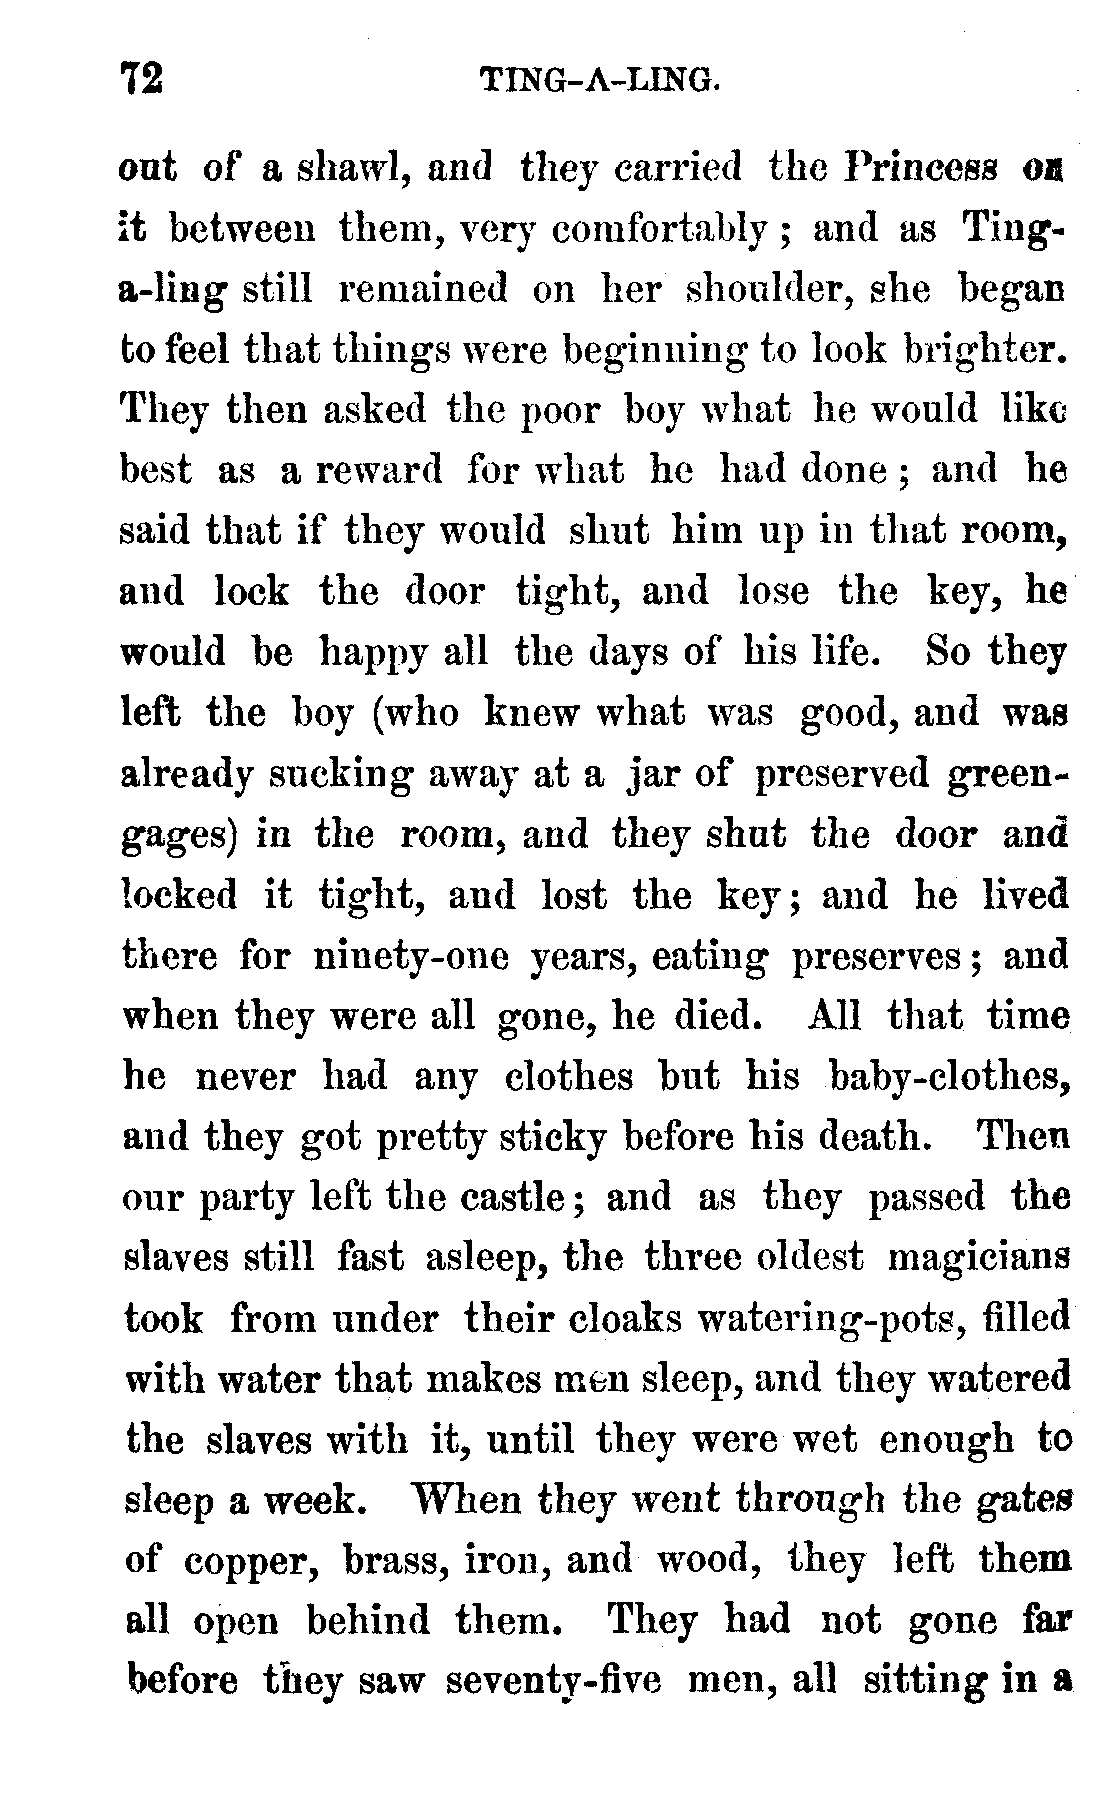 72 TING-A-LING.
out of a shawl, and they carried the Princess on
it between them, very comfortably; and as Ting-
a-ling still remained on her shoulder, she began
to feel that things were beginning to look brighter.
They then asked the poor boy what he would like
best as a reward for what he had done; and he
said that if they would shut him up in that room,
and lock the door tight, and lose the key, he
would be happy all the days of his life. So they
left the boy (who knew what was good, and was
already sucking away at a jar of preserved green-
gages) in the room, and they shut the door and
locked it tight, and lost the key; and he lived
there for ninety-one years, eating preserves; and
when they were all gone, he died. All that time
he never had any clothes but his baby-clothes,
and they got pretty sticky before his death. Then
our party left the castle; and as they passed the
slaves still fast asleep, the three oldest magicians
took from under their cloaks watering-pots, filled
with water that makes men sleep, and they watered
the slaves with it, until they were wet enough to
sleep a week. When they went through the gates
of copper, brass, iron, and wood, they left them
all open behind them. They had not gone far
before they saw seventy-five men, all sitting in a